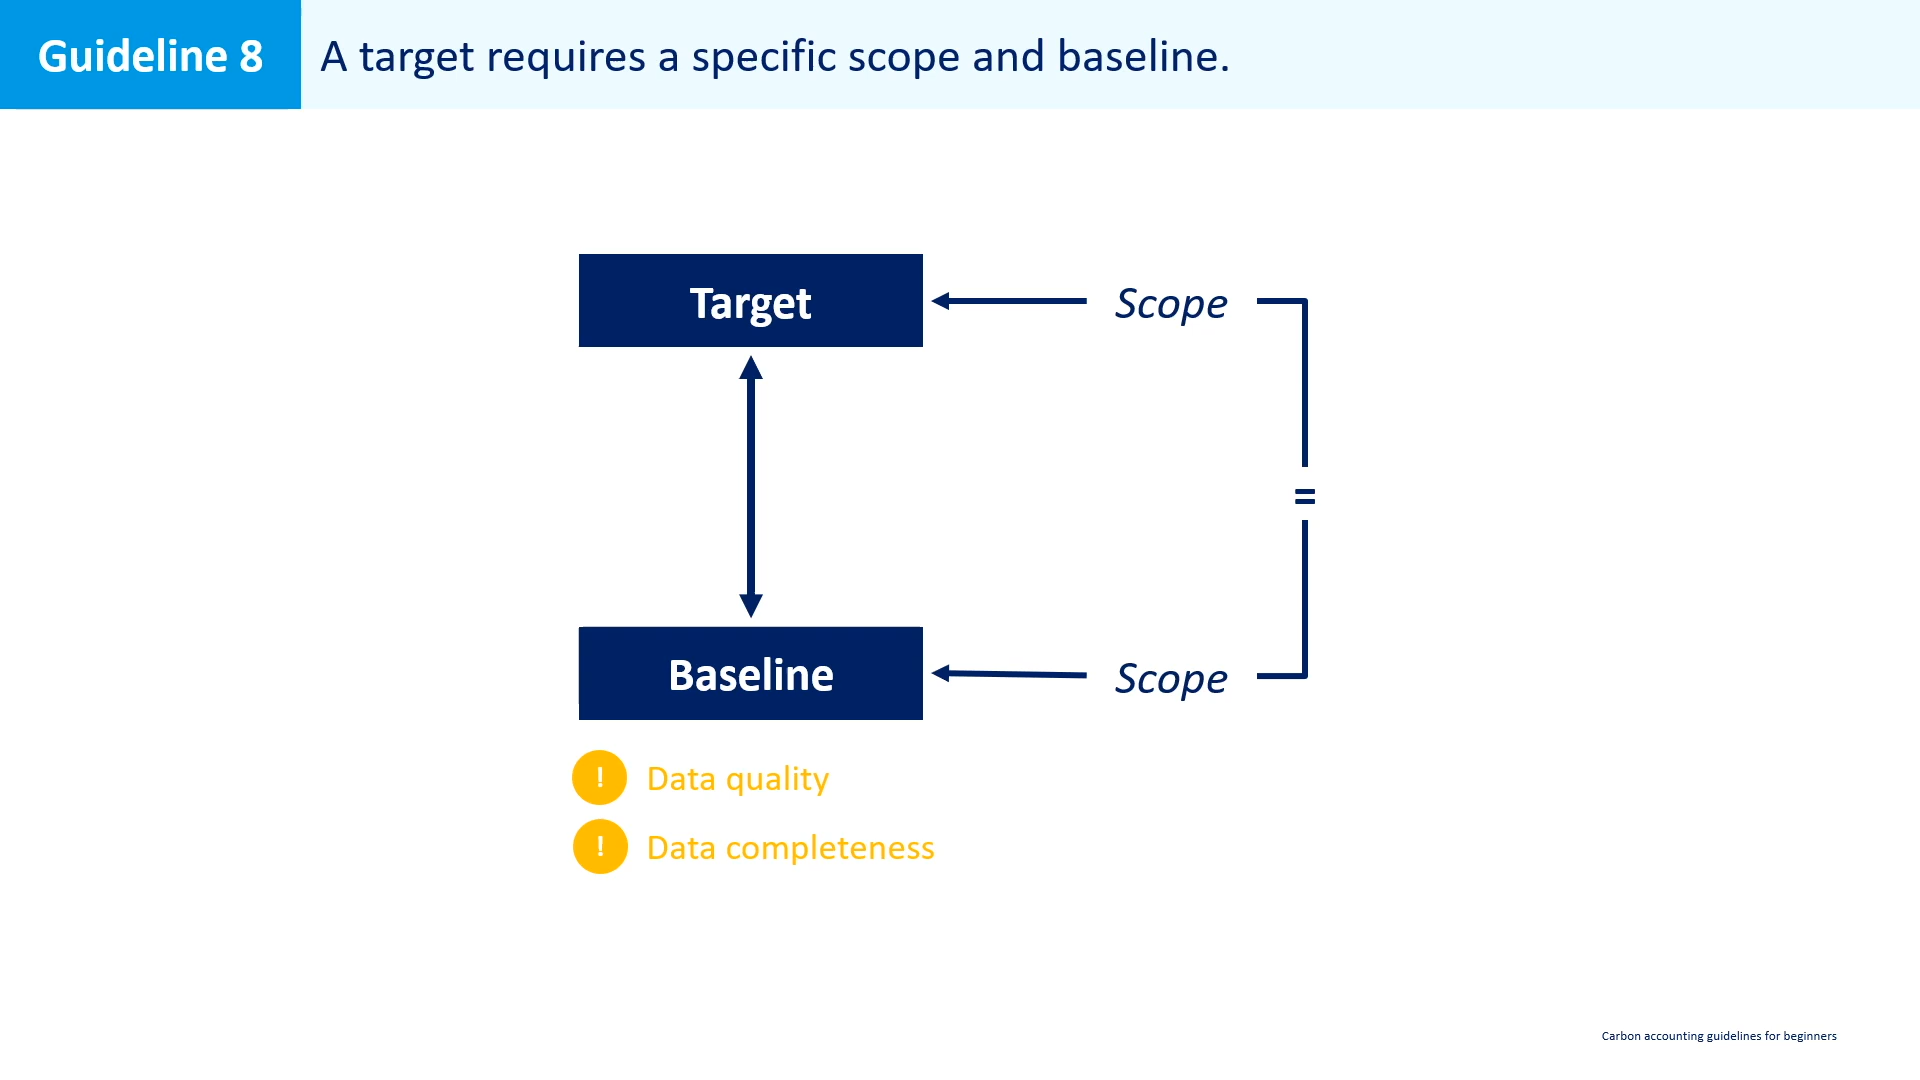 Guideline 8
A target requires a specific scope and baseline.
Target
Scope
=
Baseline
Scope
! Data quality
! Data completeness
Carbon accounting guidelines for beginners